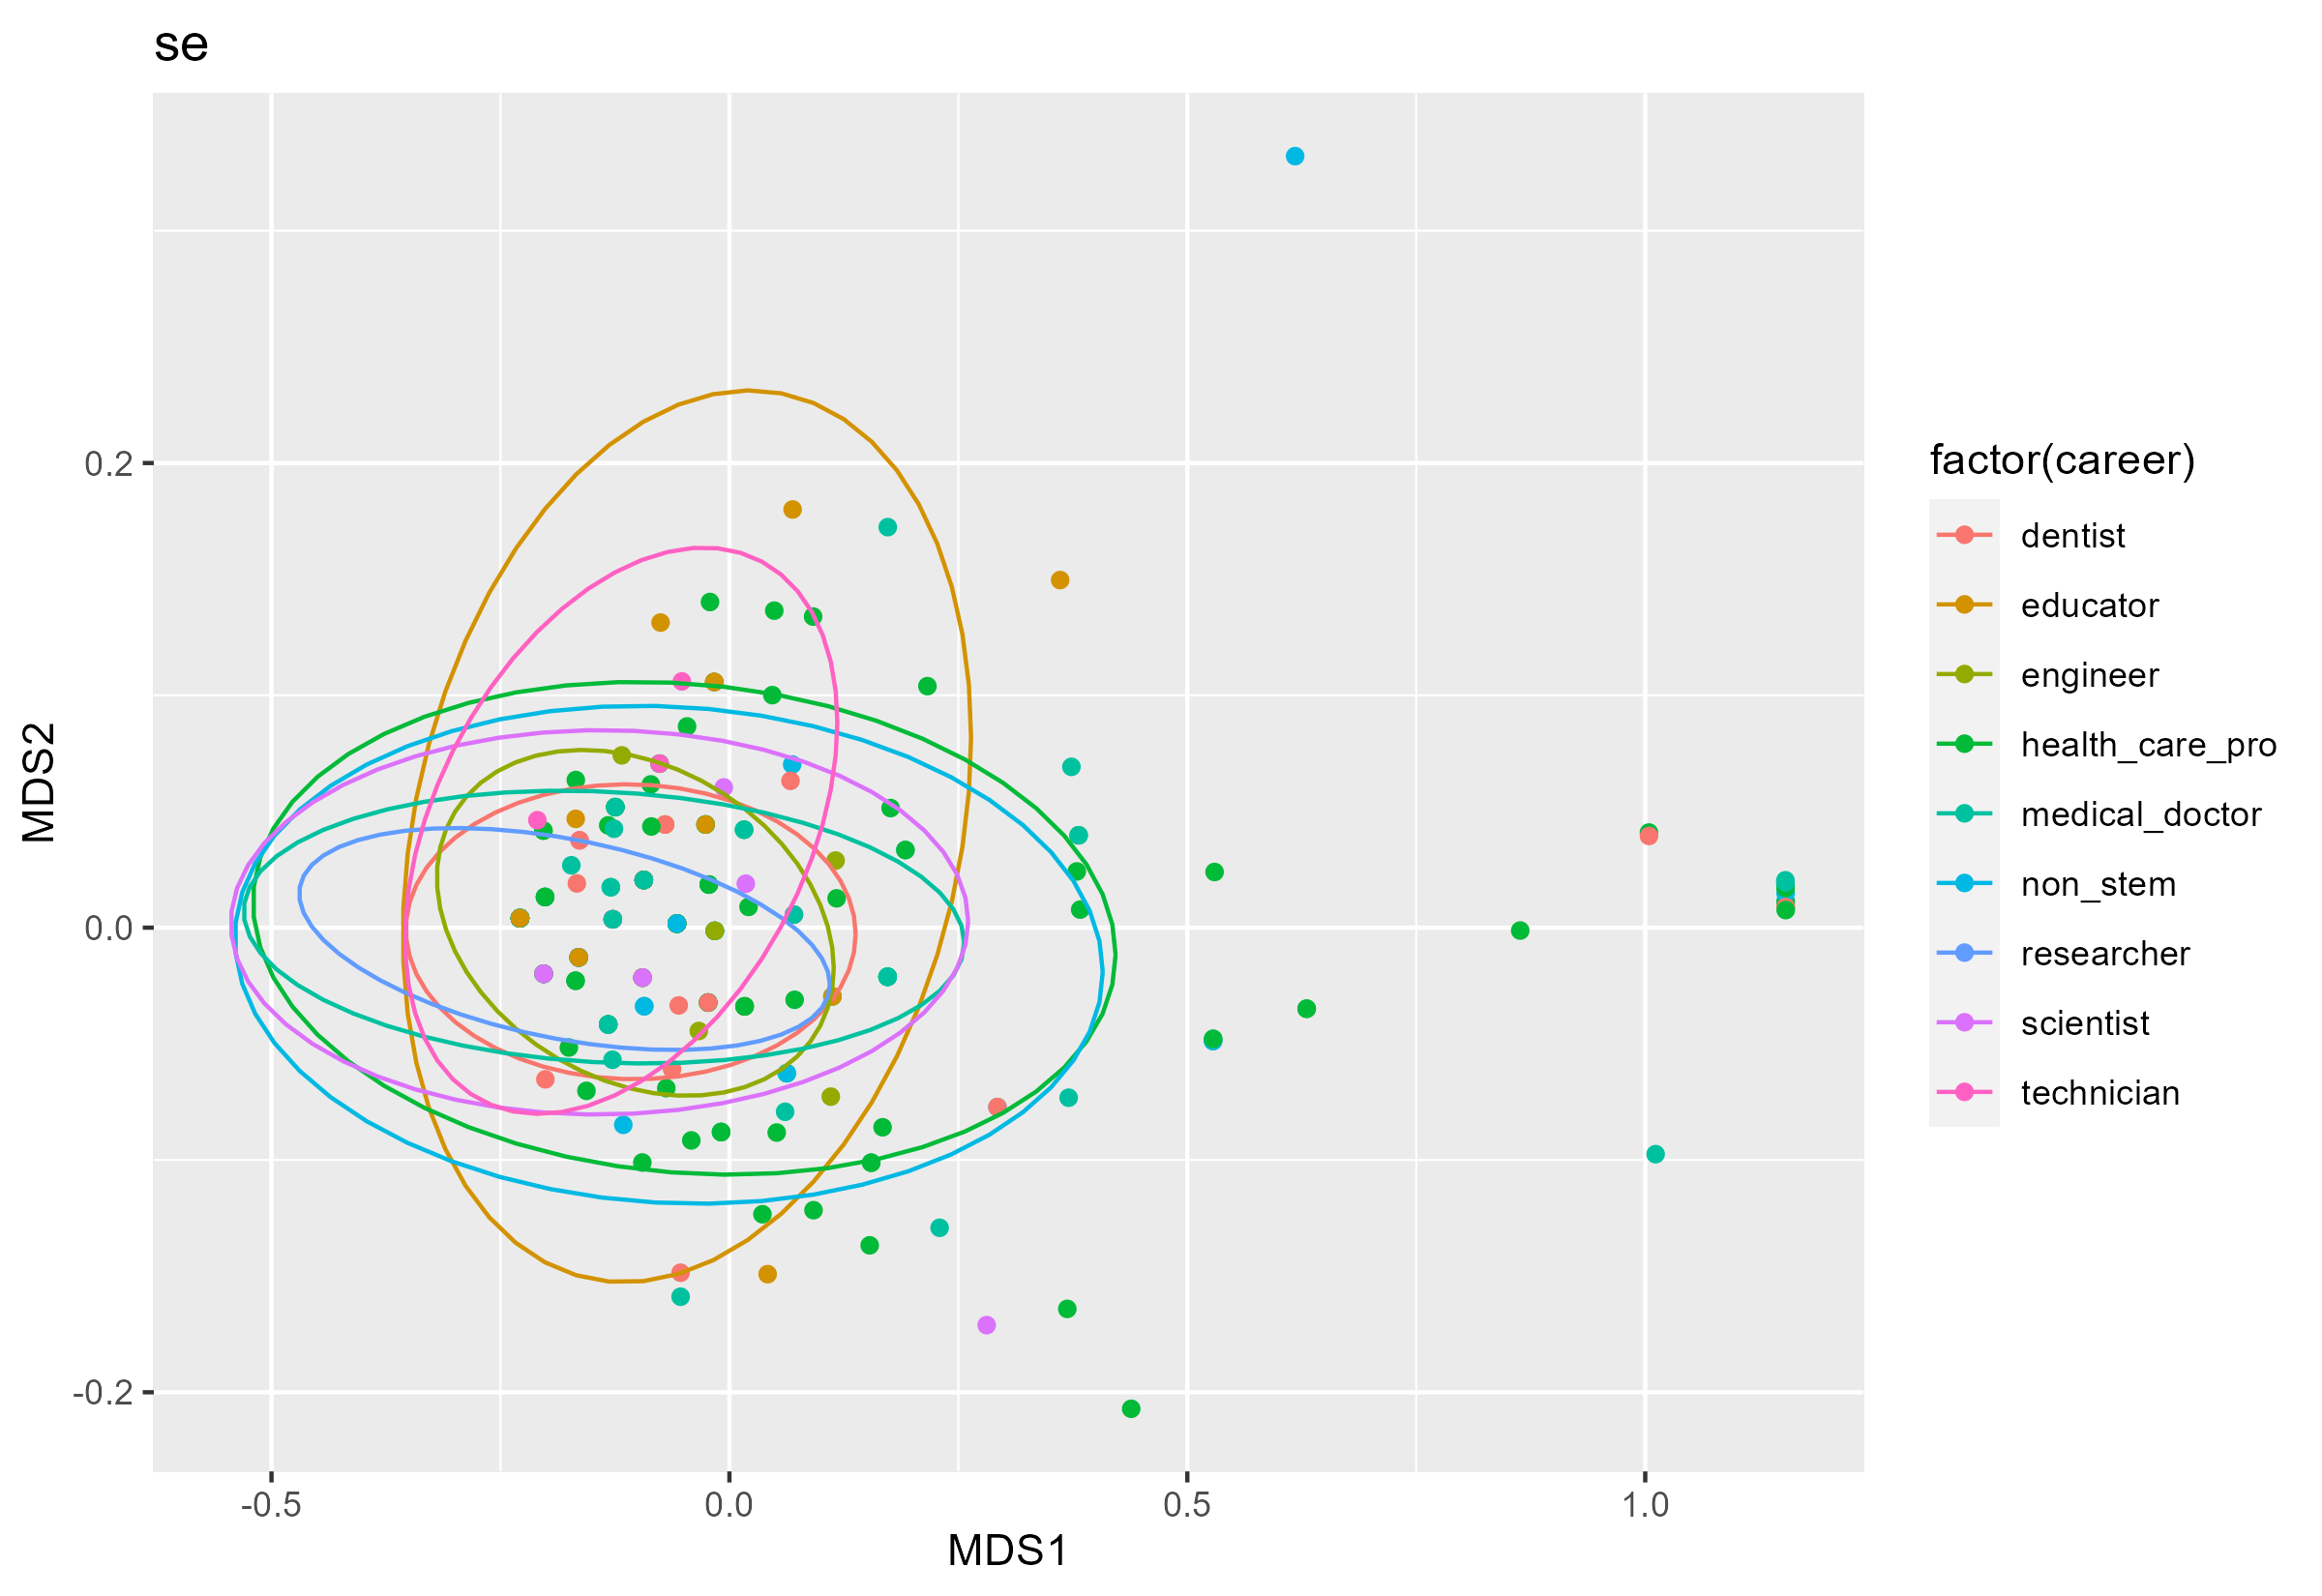 se
MDS2
0.2
0.0
-0.2
-0.5
0.0
0.5
1.0
MDS1
factor(career)
dentist
educator
engineer
health_care_pro
medical_doctor
non_stem
researcher
scientist
technician